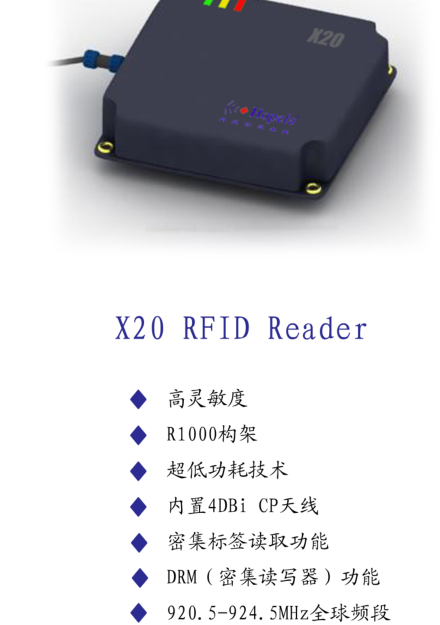 X20
X20 RFID Reader
高灵敏度
R1000构架
超低功耗技术
内置4DBi CP天线
密集标签读取功能
DRM（密集读写器）功能
920.5-924.5MHz全球频段